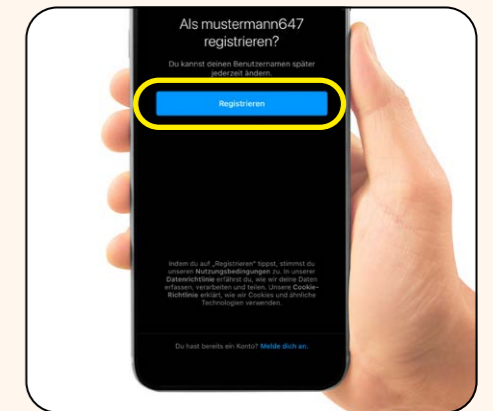 Als mustermann647
registrieren?
Du kannst deinen Benutzernamen später
jederzeit ändern.
Registrieren
Indem du auf „Registrieren" tippst, stimmst du
unseren Nutzungsbedingungen zu. In unserer
Datenrichtlinie erfährst du, wie wir deine Daten
erfassen, verarbeiten und teilen. Unsere Cookie-
Richtlinie erklärt, wie wir Cookies und ähnliche
Technologien verwenden.
Du hast bereits ein Konto? Melde dich an.